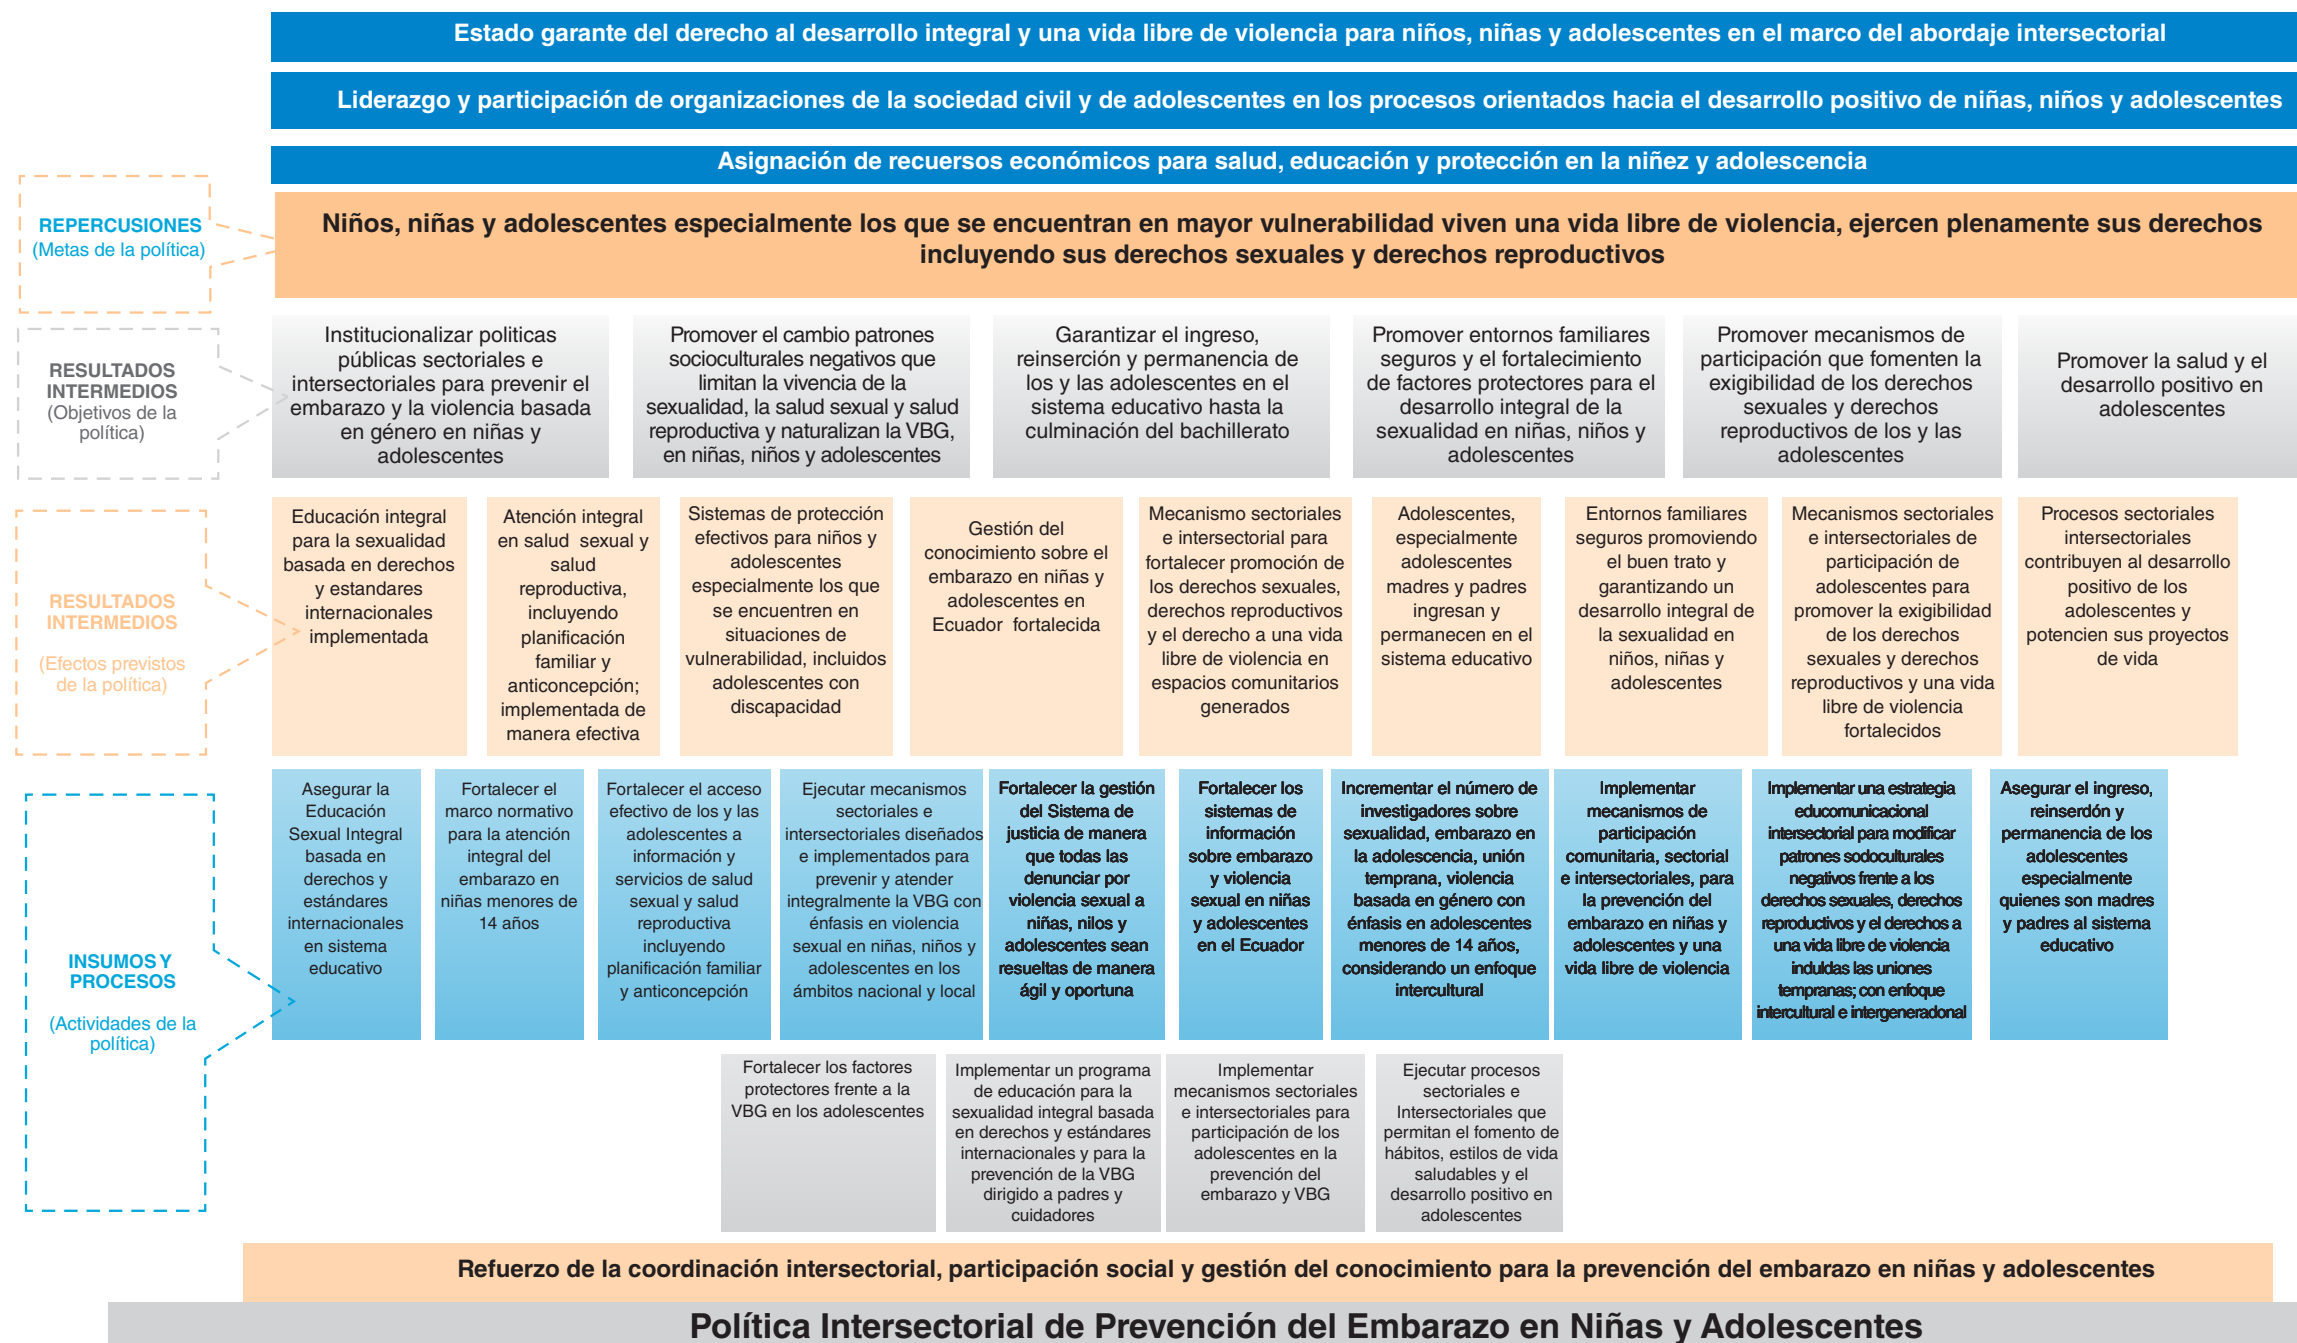 Estado garante del derecho al desarrollo integral y una vida libre de violencia para niños, niñas y adolescentes en el marco del abordaje intersectorial
Liderazgo y participación de organizaciones de la sociedad civil y de adolescentes en los procesos orientados hacia el desarrollo positivo de niñas, niños y adolescentes
Asignación de recuersos económicos para salud, educación y protección en la niñez y adolescencia
REPERCUSIONES
(Metas de la política)
Niños, niñas y adolescentes especialmente los que se encuentran en mayor vulnerabilidad viven una vida libre de violencia, ejercen plenamente sus derechos
incluyendo sus derechos sexuales y derechos reproductivos
RESULTADOS
INTERMEDIOS
(Objetivos de la
política)
Institucionalizar politicas
públicas sectoriales e
intersectoriales para prevenir el
embarazo y la violencia basada
en género en niñas y
adolescentes
Promover el cambio patrones
socioculturales negativos que
limitan la vivencia de la
sexualidad, la salud sexual y salud
reproductiva y naturalizan la VBG,
en niñas, niños y adolescentes
Garantizar el ingreso,
reinserción y permanencia de
los y las adolescentes en el
sistema educativo hasta la
culminación del bachillerato
Promover entornos familiares
seguros y el fortalecimiento
de factores protectores para el
desarrollo integral de la
sexualidad en niñas, niños y
adolescentes
Promover mecanismos de
participación que fomenten la
exigibilidad de los derechos
sexuales y derechos
reproductivos de los y las
adolescentes
Promover la salud y el
desarrollo positivo en
adolescentes
RESULTADOS
INTERMEDIOS
(Efectos previstos
de la política)
Educación integral
para la sexualidad
basada en derechos
y estandares
internacionales
implementada
Atención integral
en salud sexual y
salud
reproductiva,
incluyendo
planificación
familiar y
anticoncepción;
implementada de
manera efectiva
Sistemas de protección
efectivos para niños y
adolescentes
especialmente los que
se encuentren en
situaciones de
vulnerabilidad, incluidos
adolescentes con
discapacidad
Gestión del
conocimiento sobre el
embarazo en niñas y
adolescentes en
Ecuador fortalecida
Mecanismo sectoriales
e intersectorial para
fortalecer promoción de
los derechos sexuales,
derechos reproductivos
y el derecho a una vida
libre de violencia en
espacios comunitarios
generados
Adolescentes,
especialmente
adolescentes
madres y padres
ingresan y
permanecen en el
sistema educativo
Entornos familiares
seguros promoviendo
el buen trato y
garantizando un
desarrollo integral de
la sexualidad en
niños, niñas y
adolescentes
Mecanismos sectoriales
e intersectoriales de
participación de
adolescentes para
promover la exigibilidad
de los derechos
sexuales y derechos
reproductivos y una vida
libre de violencia
fortalecidos
Procesos sectoriales
intersectoriales
contribuyen al desarrollo
positivo de los
adolescentes y
potencien sus proyectos
de vida
INSUMOS Y
PROCESOS
(Actividades de la
política)
Asegurar la
Educación
Sexual Integral
basada en
derechos y
estándares
internacionales
en sistema
educativo
Fortalecer el
marco normativo
para la atención
integral del
embarazo en
niñas menores de
14 años
Fortalecer el acceso
efectivo de los y las
adolescentes a
información y
servicios de salud
sexual y salud
reproductiva
incluyendo
planificación familiar
y anticoncepción
Ejecutar mecanismos
sectoriales e
intersectoriales diseñados
e implementados para
prevenir y atender
integralmente la VBG con
énfasis en violencia
sexual en niñas, niños y
adolescentes en los
ámbitos nacional y local
Fortalecer la gestión
del Sistema de
justicia de manera
que todas las
denunciar por
violencia sexual a
niñas, nilos y
adolescentes sean
resueltas de manera
ágil y oportuna
Fortalecer los
sistemas de
información
sobre embarazo
y violencia
sexual en niñas
y adolescentes
en el Ecuador
Incrementar el número de
investigadores sobre
sexualidad, embarazo en
la adolescencia, unión
temprana, violencia
basada en género con
énfasis en adolescentes
menores de 14 años,
considerando un enfoque
intercultural
Implementar
mecanismos de
participación
comunitaria, sectorial
e intersectoriales, para
la prevención del
embarazo en niñas y
adolescentes y una
vida libre de violencia
Implementar una estrategia
educomunicacional
intersectorial para modificar
patrones sodoculturales
negativos frente a los
derechos sexuales, derechos
reproductivos y el derechos a
una vida libre de violencia
induldas las uniones
tempranas; con enfoque
intercultural e intergeneradonal
Asegurar el ingreso,
reinserdón y
permanencia de los
adolescentes
especialmente
quienes son madres
y padres al sistema
educativo
Fortalecer los factores
protectores frente a la
VBG en los adolescentes
Implementar un programa
de educación para la
sexualidad integral basada
en derechos y estándares
internacionales y para la
prevención de la VBG
dirigido a padres y
cuidadores
Implementar
mecanismos sectoriales
e intersectoriales para
participación de los
adolescentes en la
prevención del
embarazo y VBG
Ejecutar procesos
sectoriales e
Intersectoriales que
permitan el fomento de
hábitos, estilos de vida
saludables y el
desarrollo positivo en
adolescentes
Refuerzo de la coordinación intersectorial, participación social y gestión del conocimiento para la prevención del embarazo en niñas y adolescentes
Política Intersectorial de Prevención del Embarazo en Niñas y Adolescentes